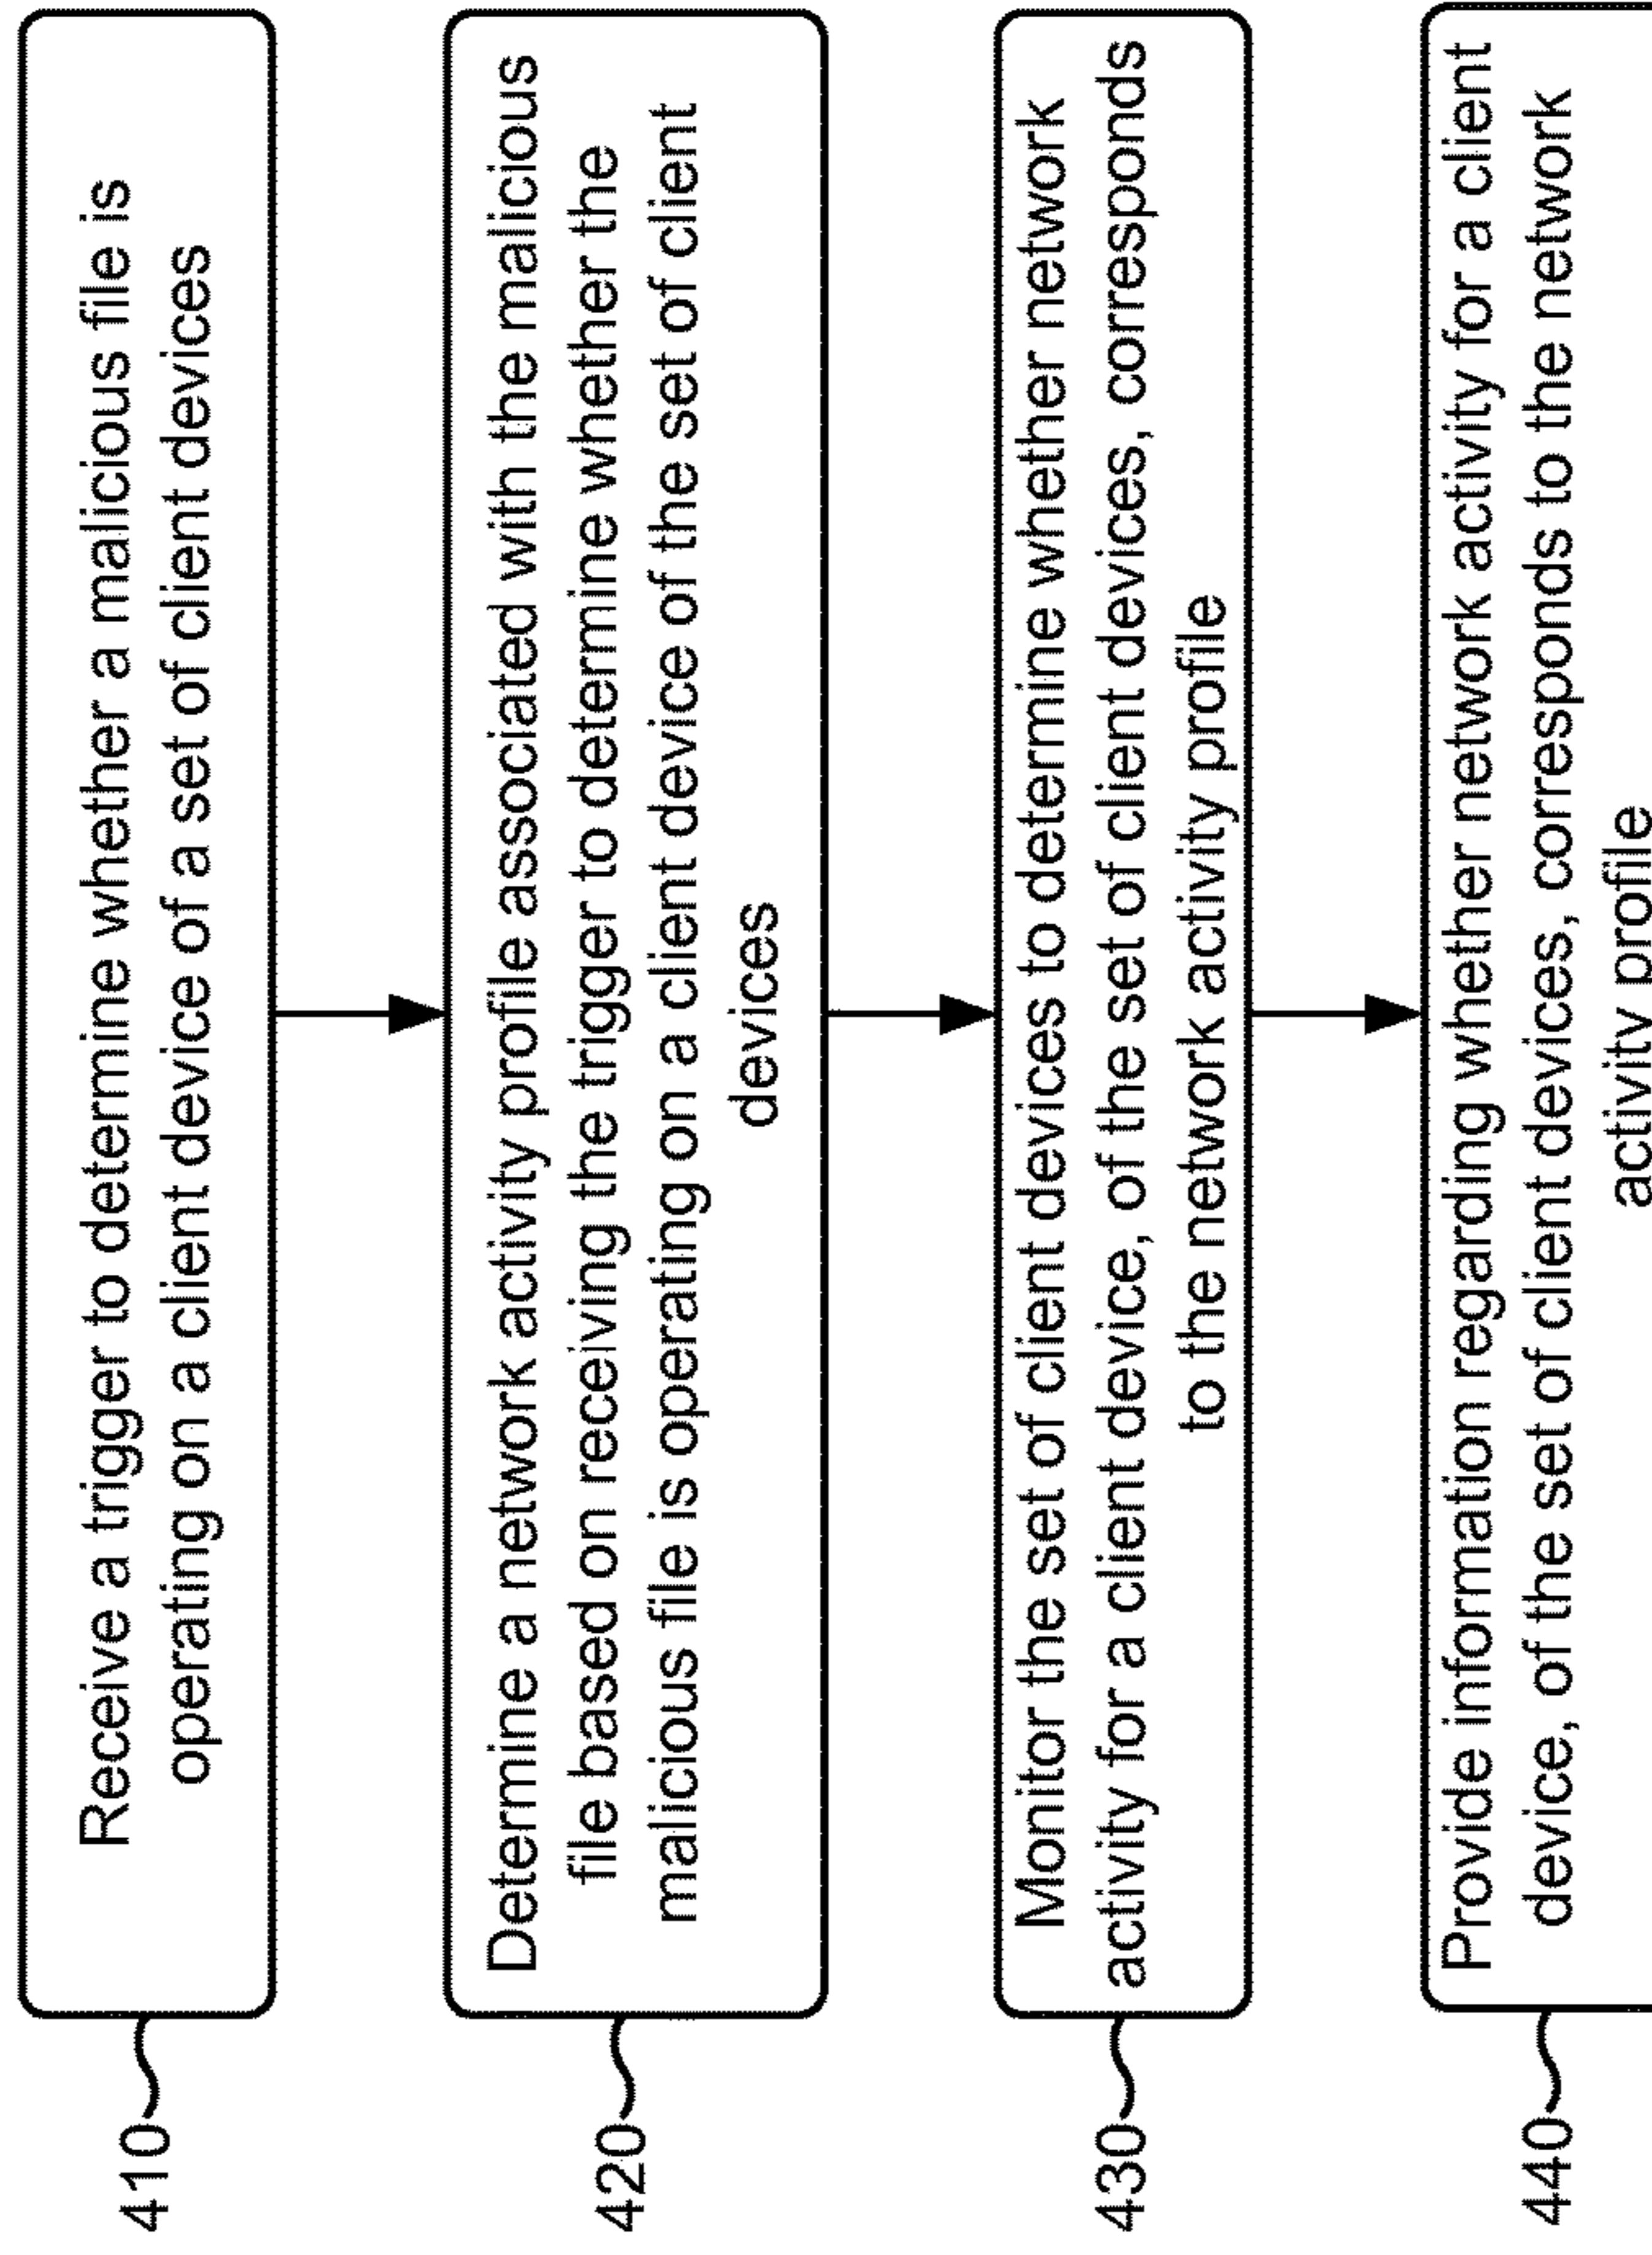 410
Receive a trigger to determine whether a malicious file is
operating on a client device of a set of client devices
420
Determine a network activity profile associated with the malicious
file based on receiving the trigger to determine whether the
malicious file is operating on a client device of the set of client
devices
430
Monitor the set of client devices to determine whether network
activity for a client device, of the set of client devices, corresponds
to the network activity profile
440
Provide information regarding whether network activity for a client
device, of the set of client devices, corresponds to the network
activity profile